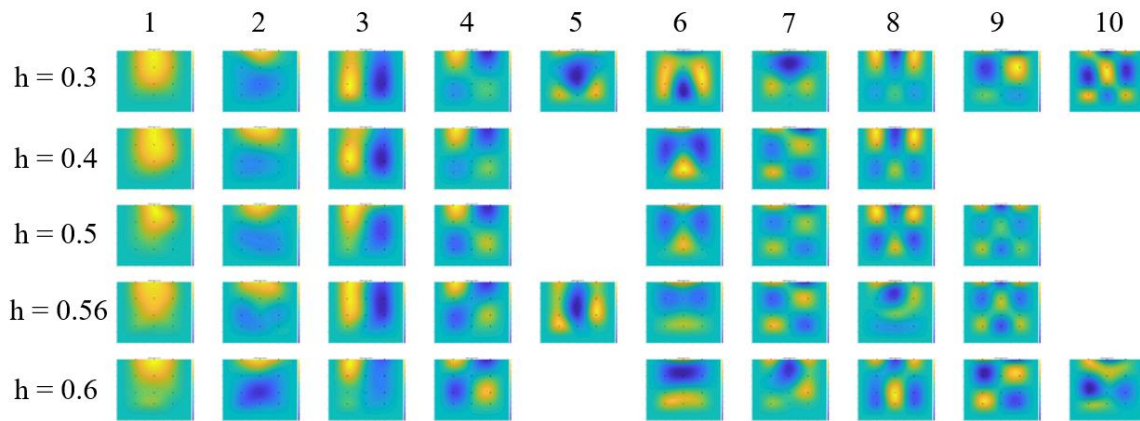 1 2 3 4 5 6 7 8 9 10
h = 0.3
h = 0.4
h = 0.5
h = 0.56
h = 0.6